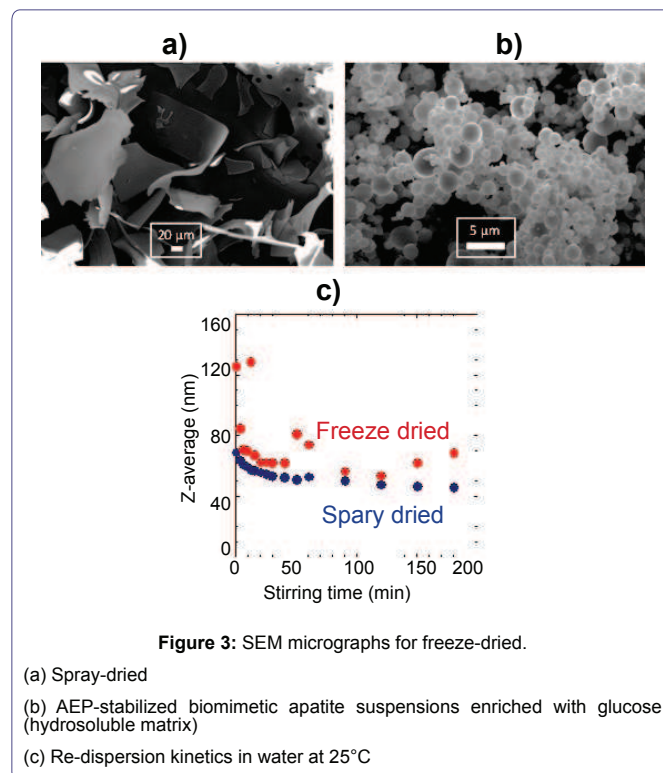 a)
b)
20 µm
5 µm
c)
160
120
80
40
0
Z-average (nm)
Freeze dried
Spary dried
0 50 100 150 200
Stirring time (min)
Figure 3: SEM micrographs for freeze-dried.
(a) Spray-dried
(b) AEP-stabilized biomimetic apatite suspensions enriched with glucose
(hydrosoluble matrix)
(c) Re-dispersion kinetics in water at 25°C